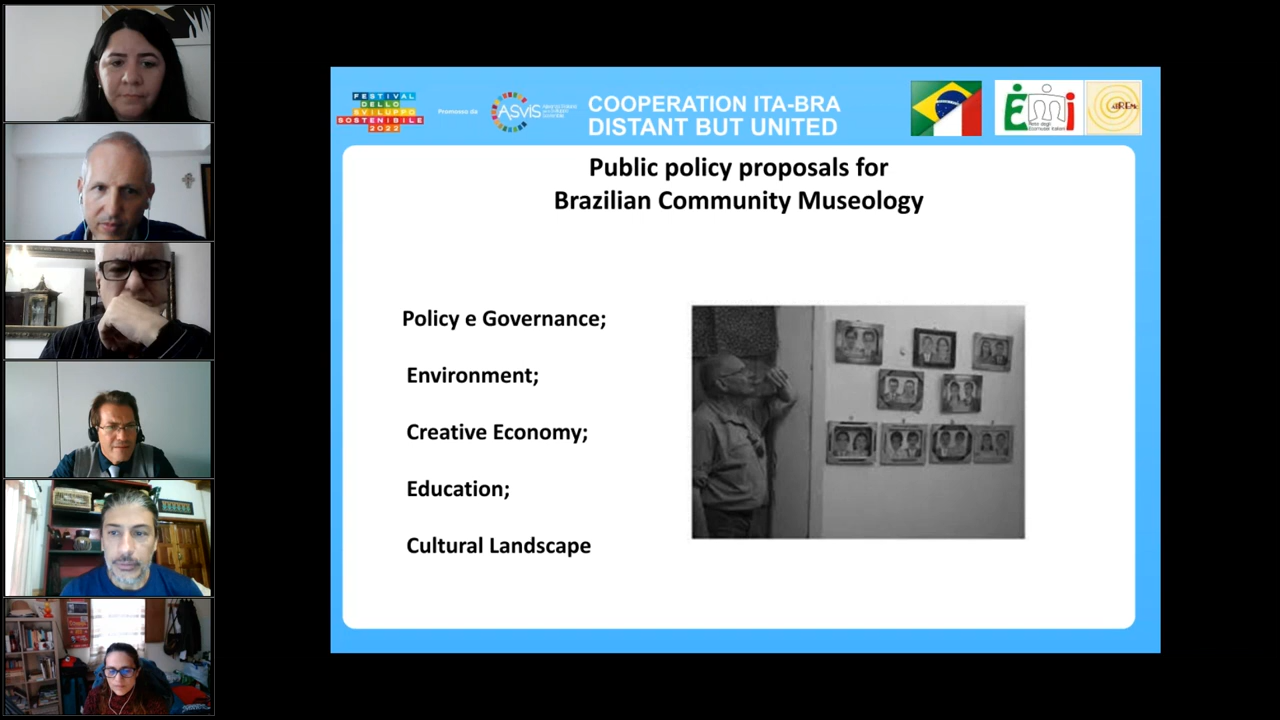 FESTIVAL
DELLO
SVILUPPO
SOSTENIBILE
2022
Promosso da
ASVIS
COOPERATION ITA-BRA
DISTANT BUT UNITED
Public policy proposals for
Brazilian Community Museology
Policy e Governance;
Environment;
Creative Economy;
Education;
Cultural Landscape